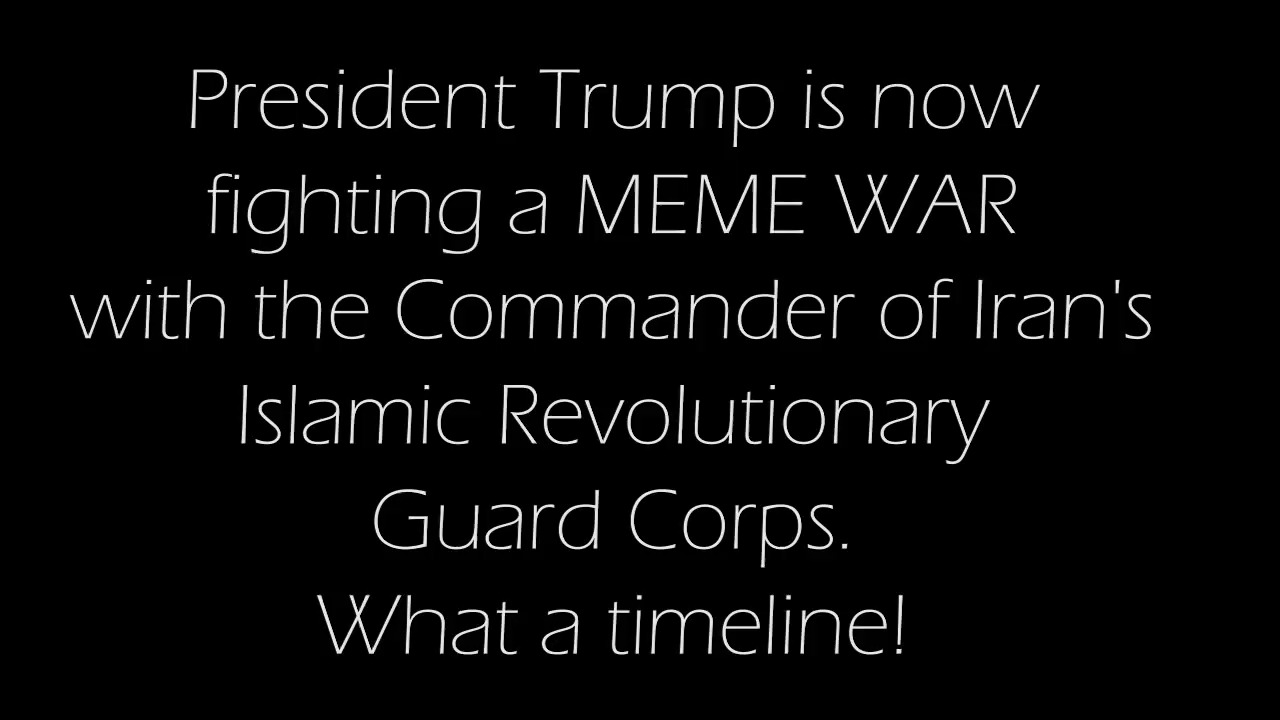 President Trump is now
fighting a MEME WAR
with the Commander of Iran's
Islamic Revolutionary
Guard Corps.
What a timeline!